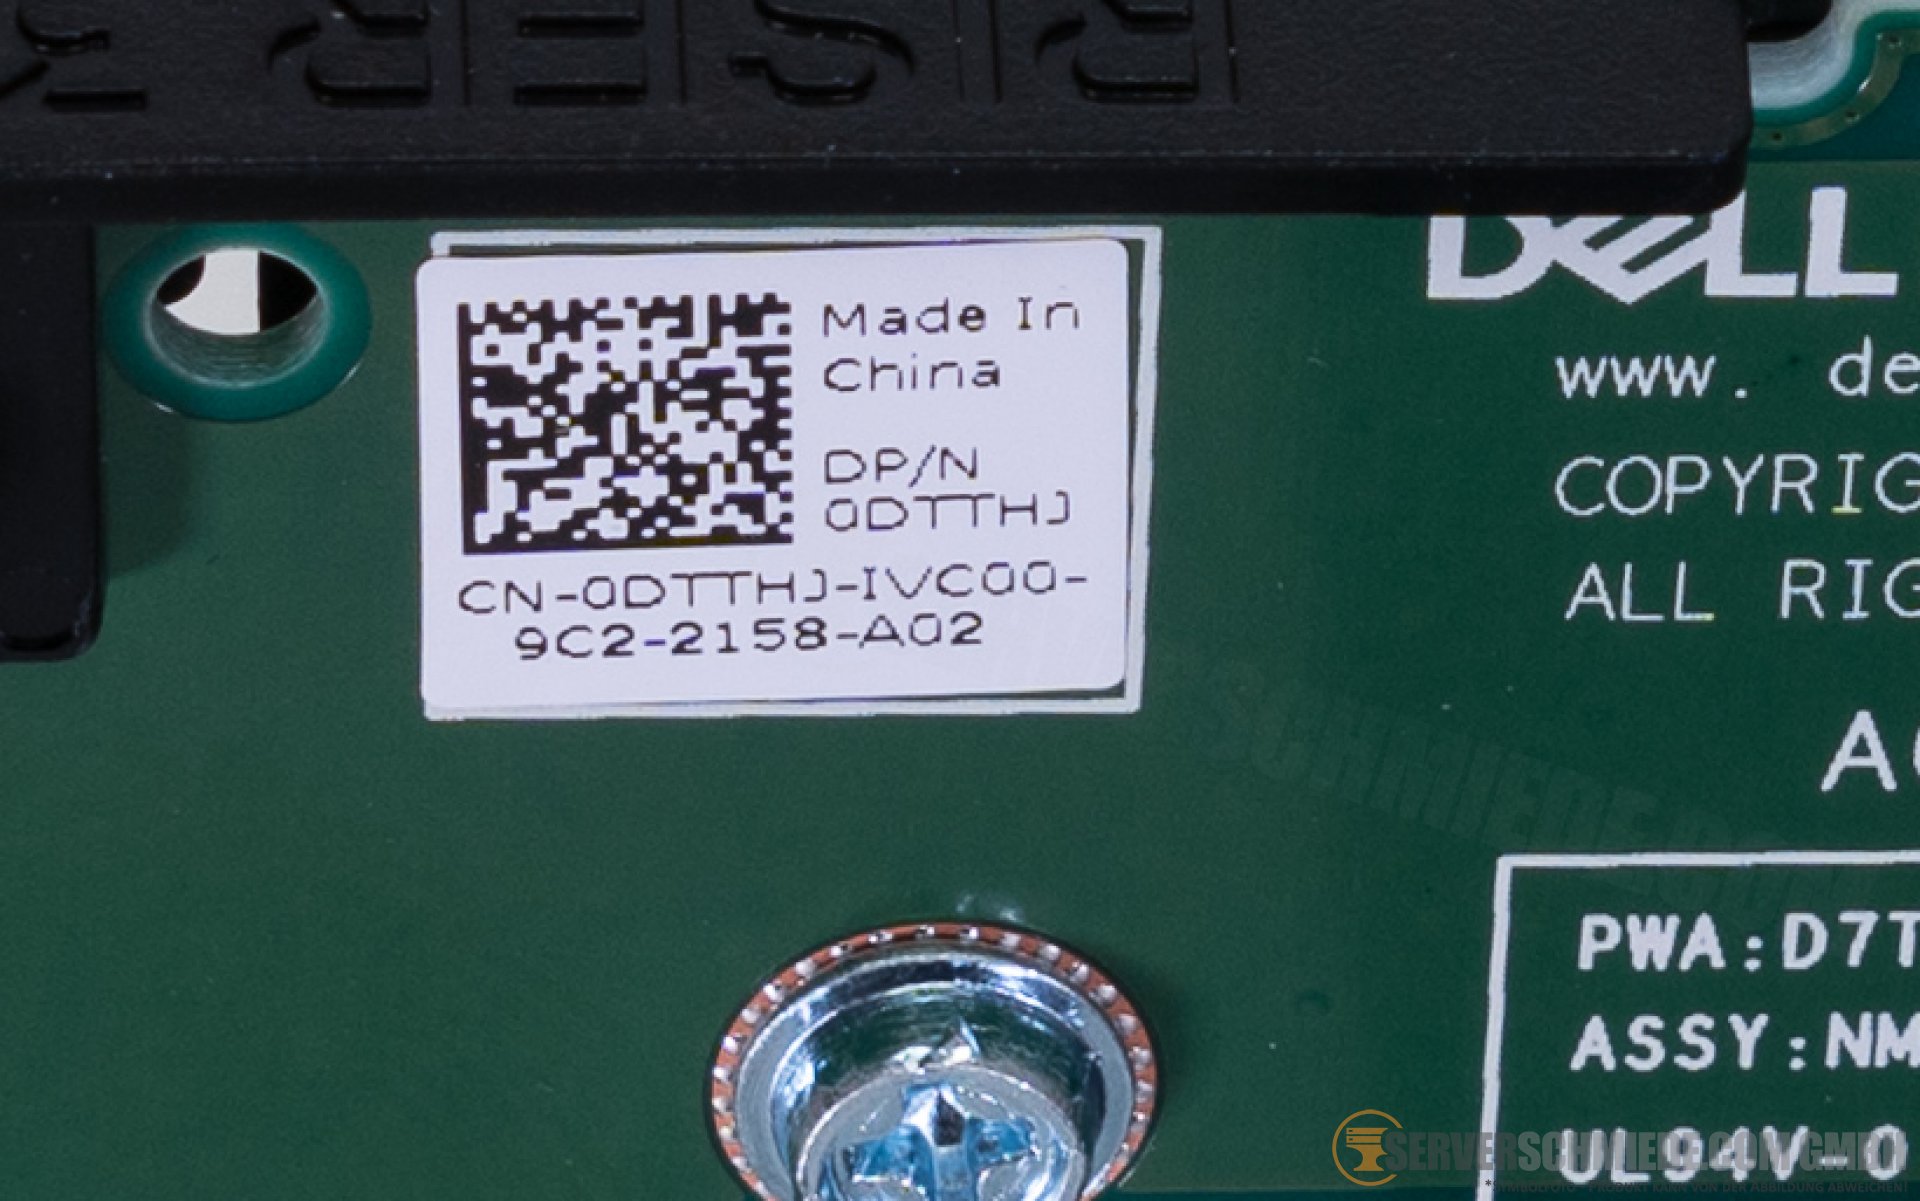 RISER
DELL
Made In
China
DP/N
0DTTHJ
CN-0DTTHJ-IVC00-
9C2-2158-A02
www. de
COPYRIG
ALL RIG
PWA:D7T
ASSY:NM
UL94V-0
SERVERSCHMIEDE.COM GMBH